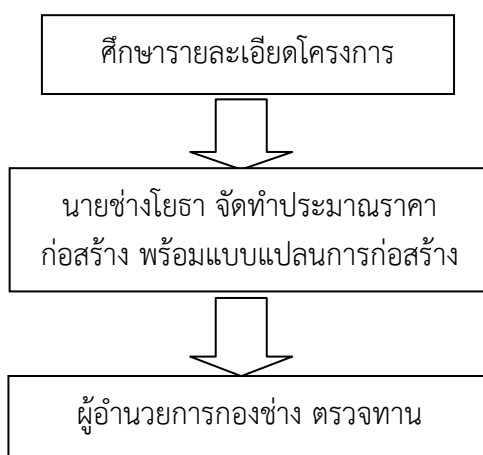 ศึกษารายละเอียดโครงการ
นายช่างโยธา จัดทำประมาณราคา
ก่อสร้าง พร้อมแบบแปลนการก่อสร้าง
ผู้อำนวยการกองช่าง ตรวจทาน